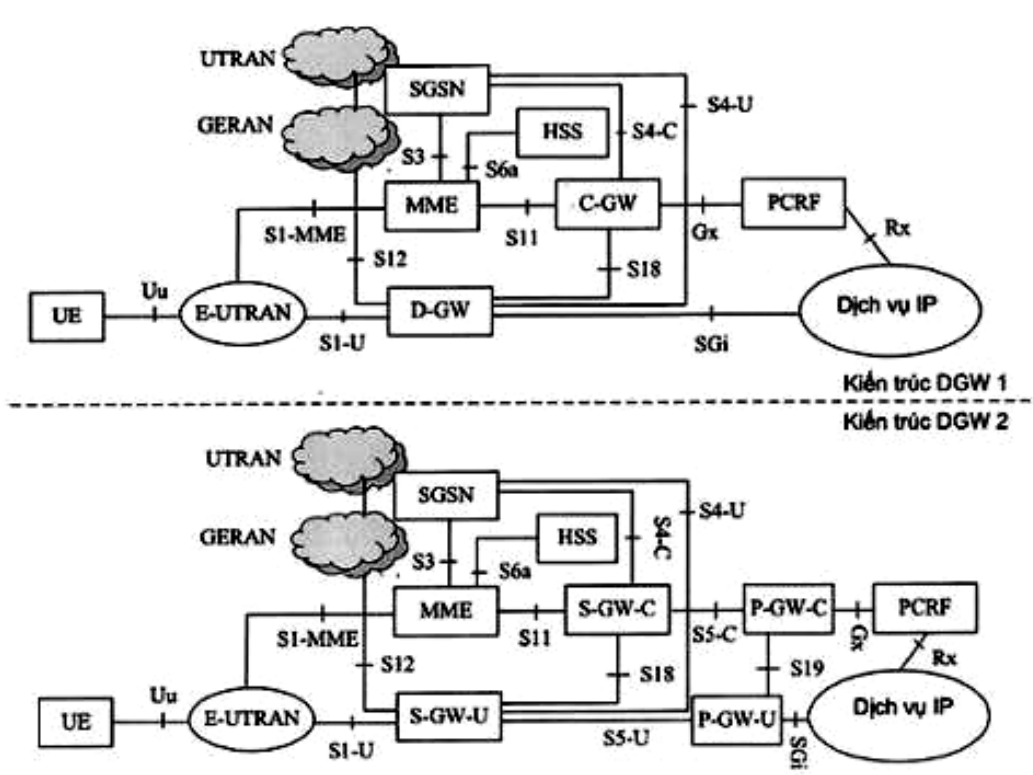 UTRAN
SGSN
S4-U
GERAN
HSS
S4-C
S3
S6a
MME
C-GW
PCRF
S1-MME
S11
Gx
Rx
S12
S18
Uu
UE
E-UTRAN
D-GW
Dịch vụ IP
S1-U
SGi
Kiến trúc DGW 1
Kiến trúc DGW 2
UTRAN
SGSN
S4-U
GERAN
HSS
S4-C
S3
S6a
MME
S-GW-C
P-GW-C
PCRF
S1-MME
S11
S5-C
Gx
Rx
S12
S18
S19
Uu
UE
E-UTRAN
S-GW-U
P-GW-U
Dịch vụ IP
S1-U
S5-U
SGi